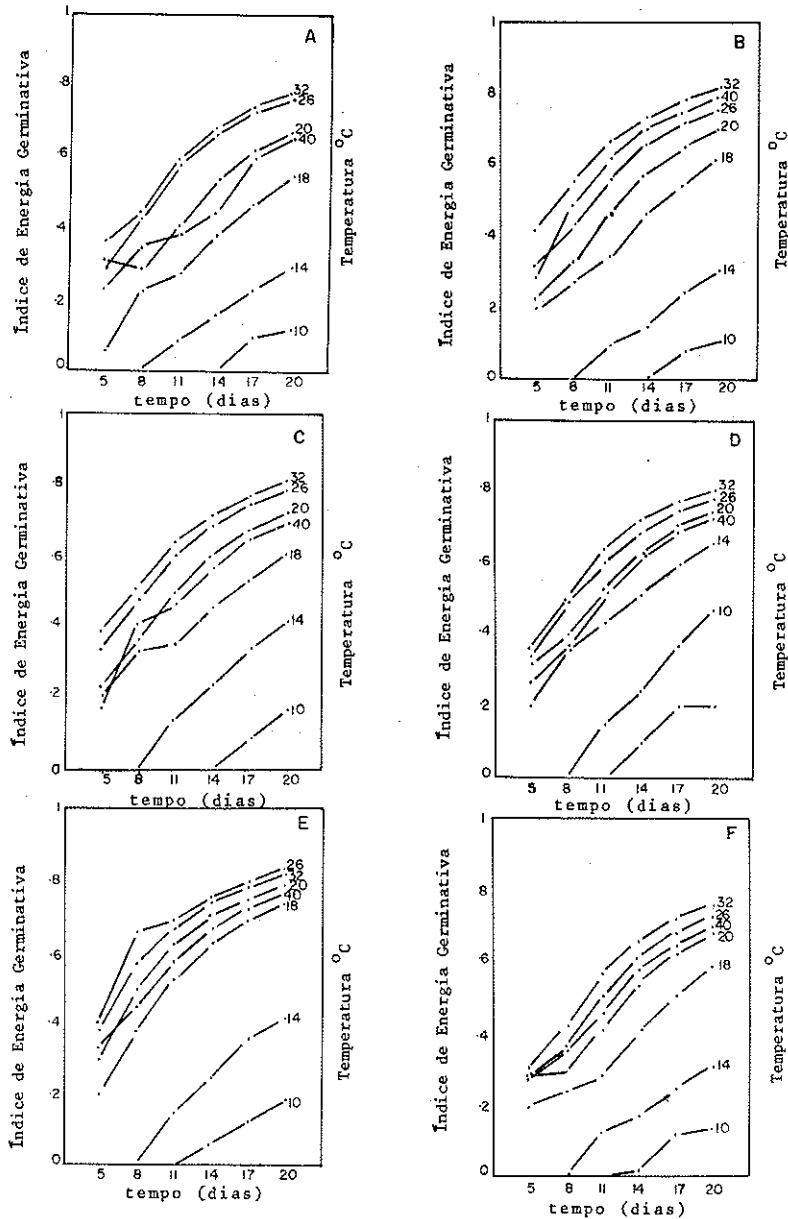 A
1
.8
.6
.4
.2
0
Índice de Energia Germinativa
32
26
20
40
18
14
10
Temperatura °C
5 8 11 14 17 20
tempo (dias)
B
1
.8
.6
.4
.2
0
Índice de Energia Germinativa
32
40
26
20
18
14
10
Temperatura °C
5 8 11 14 17 20
tempo (dias)
C
1
.8
.6
.4
.2
0
Índice de Energia Germinativa
32
26
20
40
18
14
10
Temperatura °C
5 8 11 14 17 20
tempo (dias)
D
1
.8
.6
.4
.2
0
Índice de Energia Germinativa
32
26
20
40
14
10
Temperatura °C
5 8 11 14 17 20
tempo (dias)
E
1
.8
.6
.4
.2
0
Índice de Energia Germinativa
26
32
20
40
18
14
10
Temperatura °C
5 8 11 14 17 20
tempo (dias)
F
1
.8
.6
.4
.2
0
Índice de Energia Germinativa
32
26
40
20
18
14
10
Temperatura °C
5 8 11 14 17 20
tempo (dias)